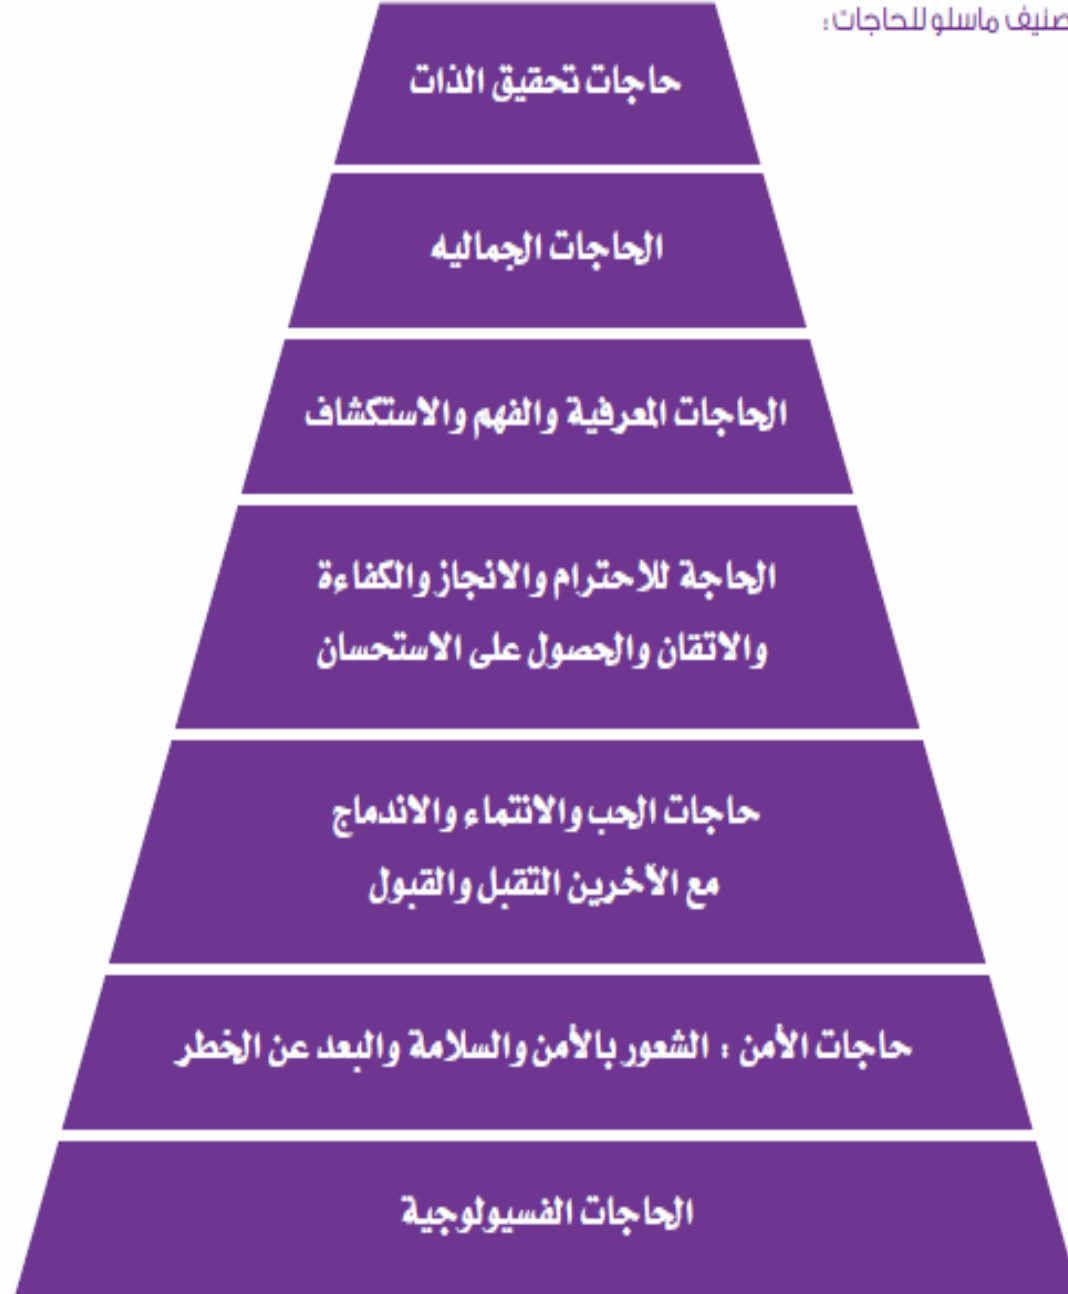 صنيف ماسلو للحاجات :
حاجات تحقيق الذات
الحاجات الجماليه
الحاجات المعرفية والفهم والاستكشاف
الحاجة للاحترام والانجاز والكفاءة
والاتقان والحصول على الاستحسان
حاجات الحب والانتماء والاندماج
مع الآخرين التقبل والقبول
حاجات الأمن : الشعور بالأمن والسلامة والبعد عن الخطر
الحاجات الفسيولوجية